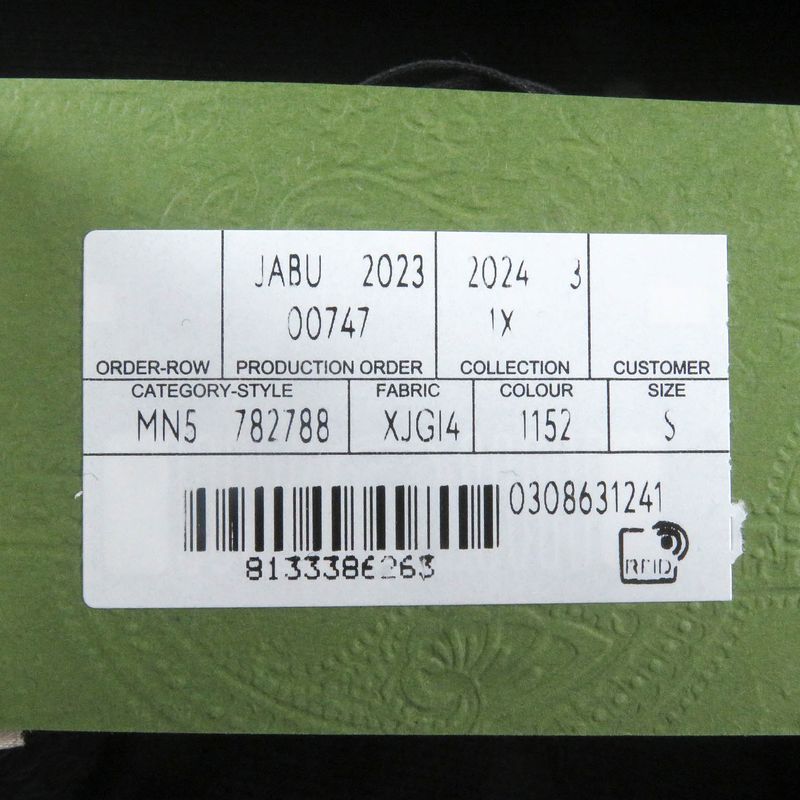 JABU 2023 2024 3
00747 1X
ORDER-ROW PRODUCTION ORDER COLLECTION CUSTOMER
CATEGORY-STYLE FABRIC COLOUR SIZE
MN5 782788 XJGI4 1152 S
0308631241
8133386263
RFID